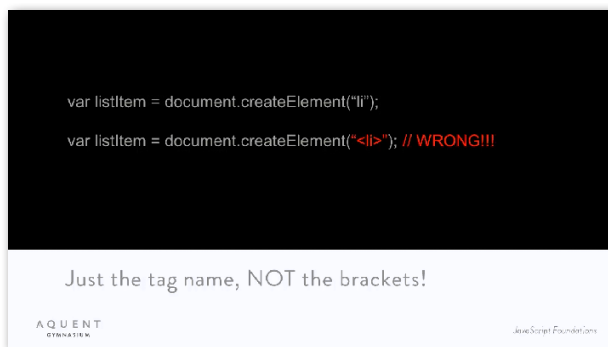 var listItem = document.createElement(“li”);
var listItem = document.createElement(“<li>”); // WRONG!!!
Just the tag name, NOT the brackets!
AQUENT
GYMNASIUM
JavaScript Foundations